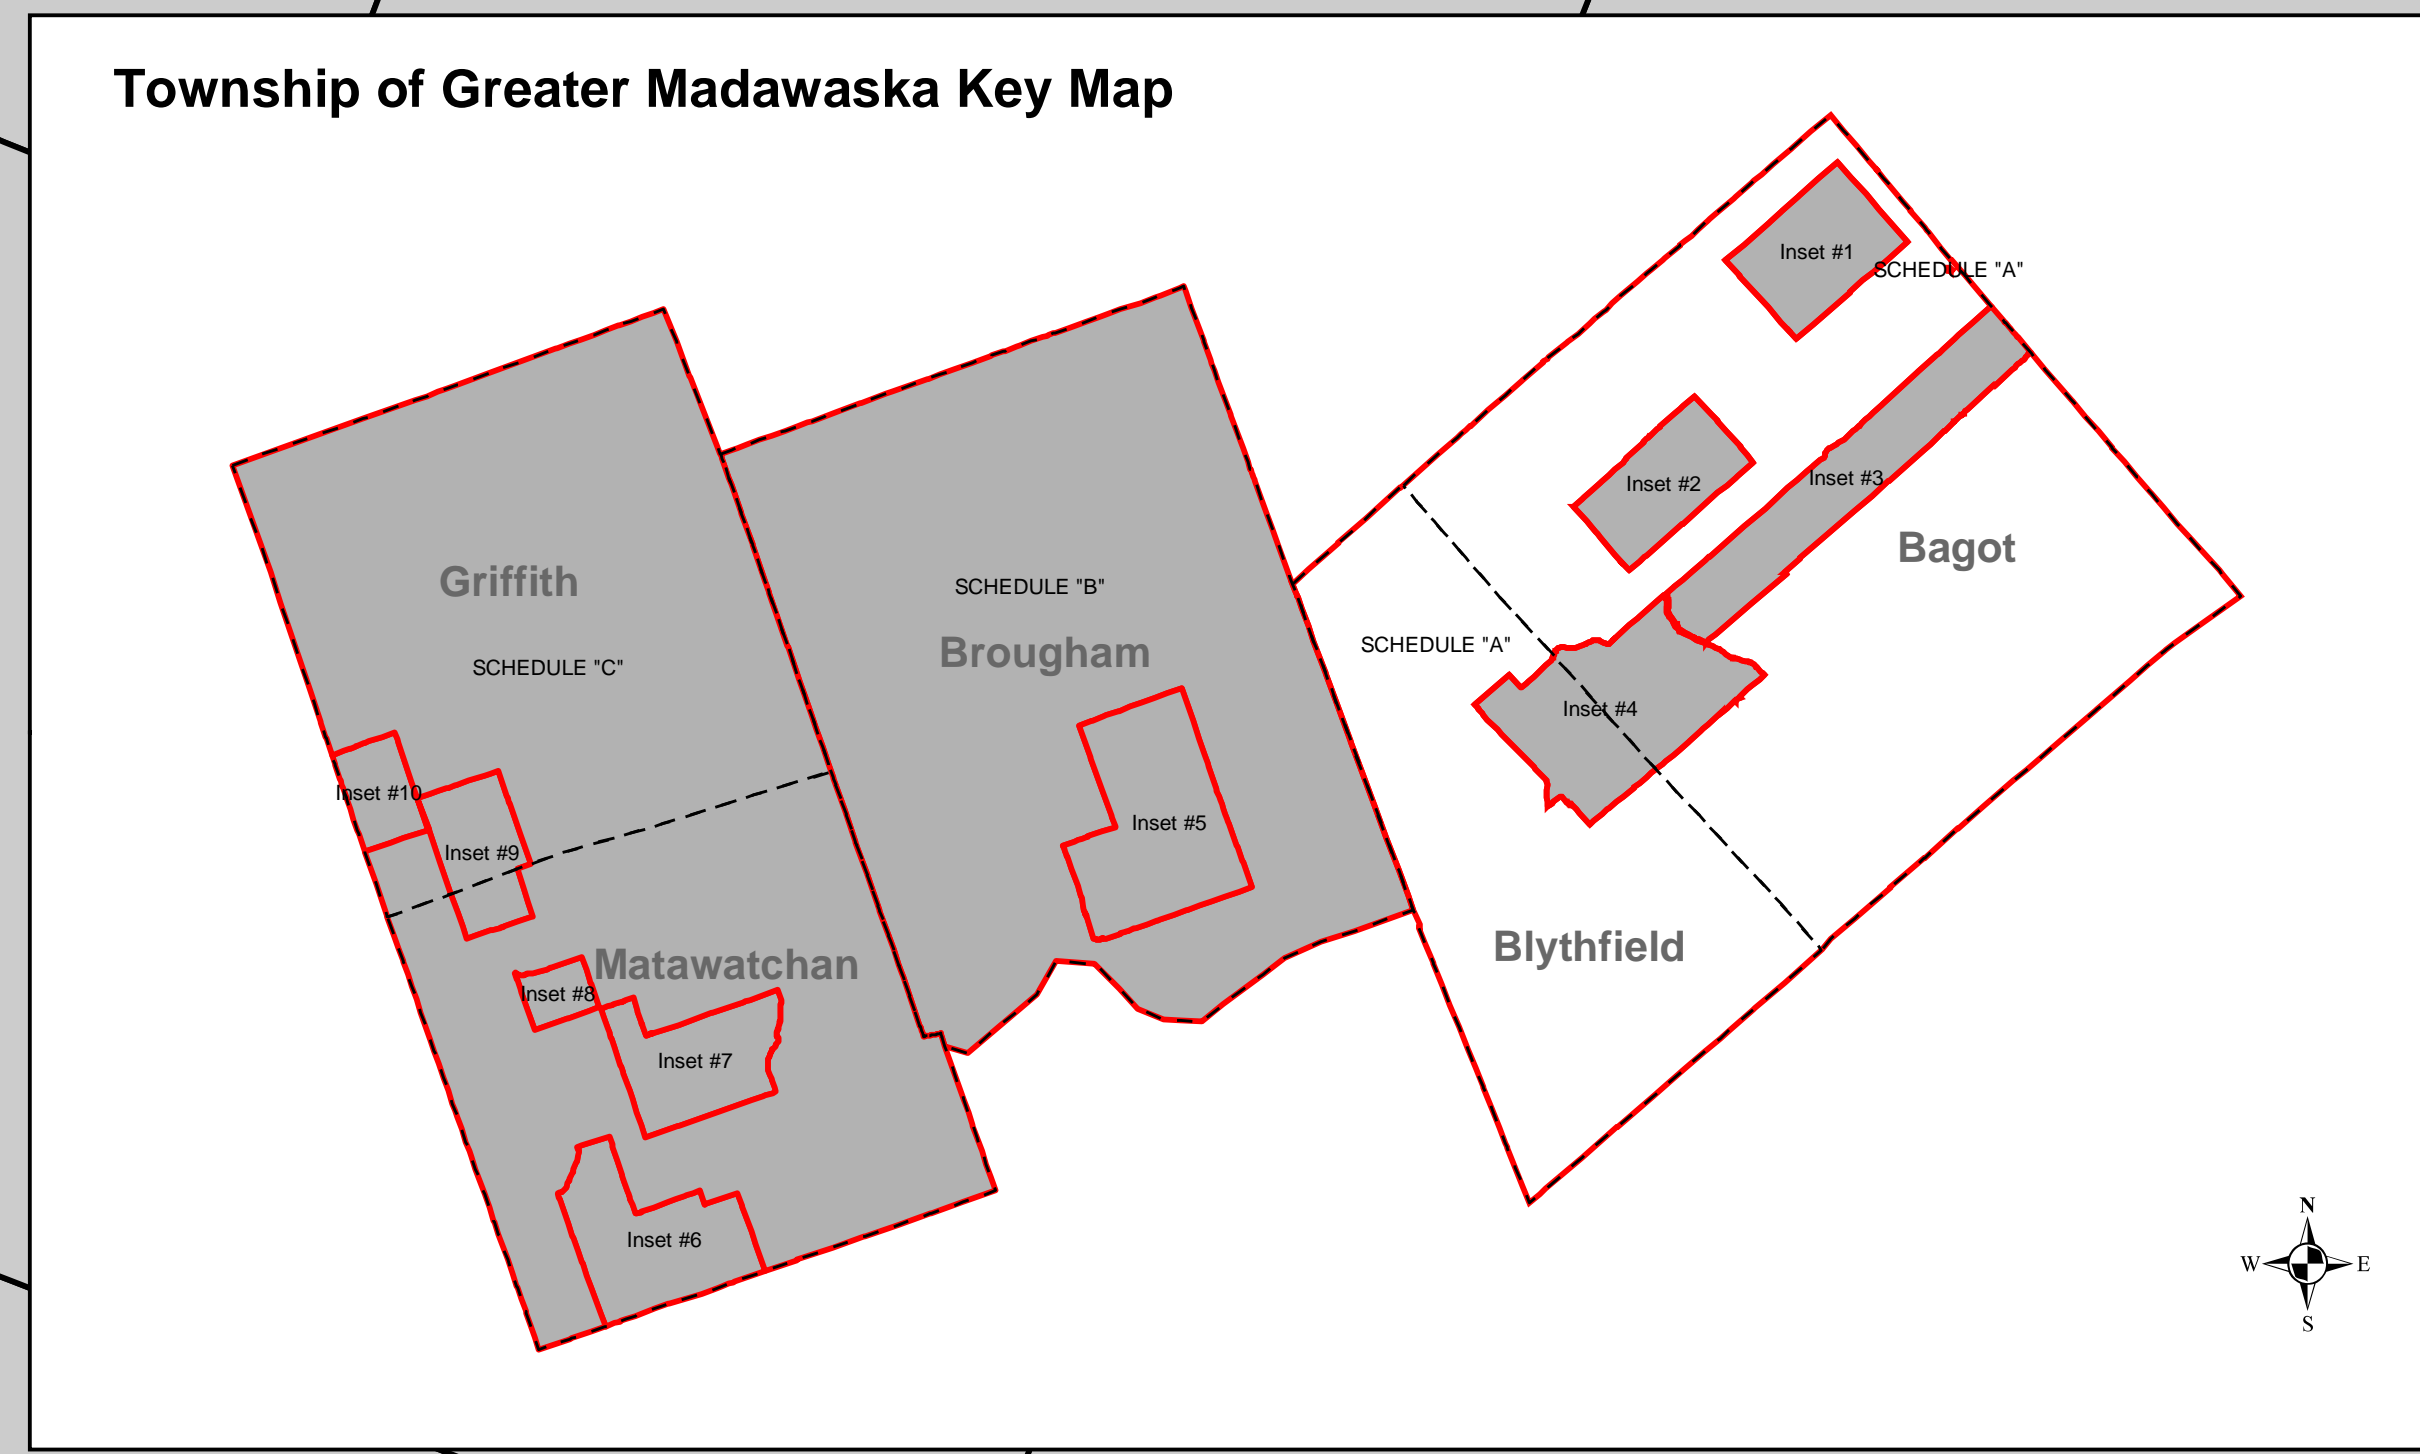 Township of Greater Madawaska Key Map
Inset #1
SCHEDULE "A"
Inset #3
Inset #2
Bagot
Griffith
SCHEDULE "B"
SCHEDULE "A"
Brougham
SCHEDULE "C"
Inset #4
Inset #10
Inset #5
Inset #9
Blythfield
Matawatchan
Inset #8
Inset #7
N
Inset #6
W
E
S